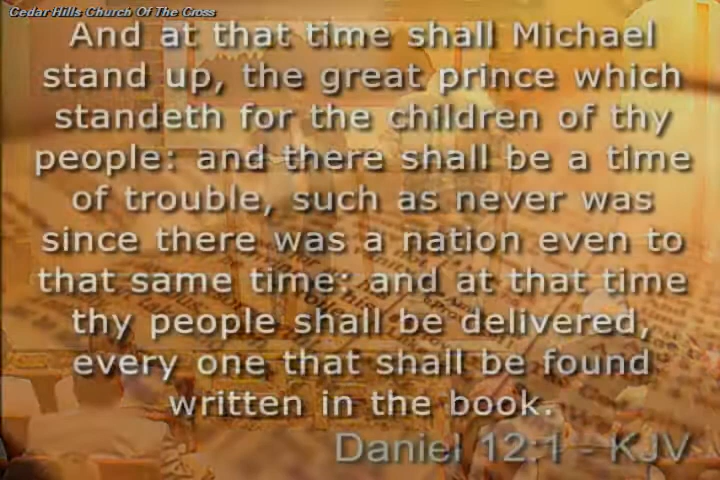 Cedar Hills Church Of The Cross
And at that time shall Michael
stand up, the great prince which
standeth for the children of thy
people: and there shall be a time
of trouble, such as never was
since there was a nation even to
that same time: and at that time
thy people shall be delivered,
every one that shall be found
written in the book.
Daniel 12:1 - KJV